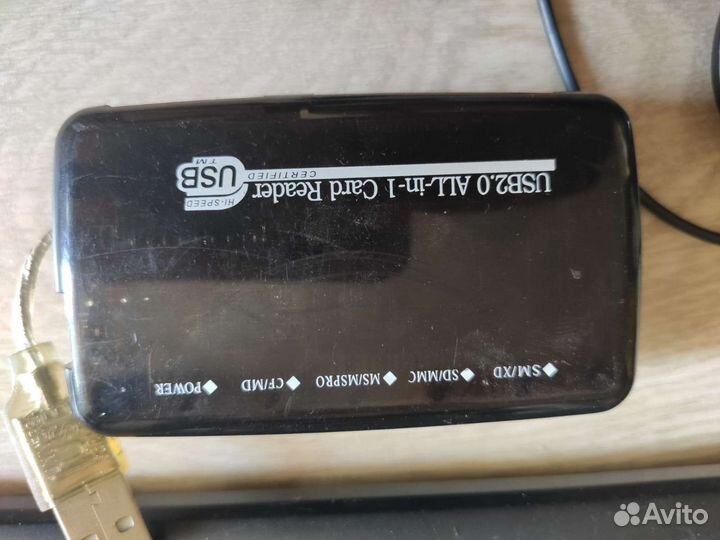 ◆SM/XD ◆SD/MMC ◆MS/MSPRO ◆CF/MD ◆POWER
USB2.0 ALL-in-1 Card Reader
HI-SPEED
CERTIFIED
USB
TM
Avito